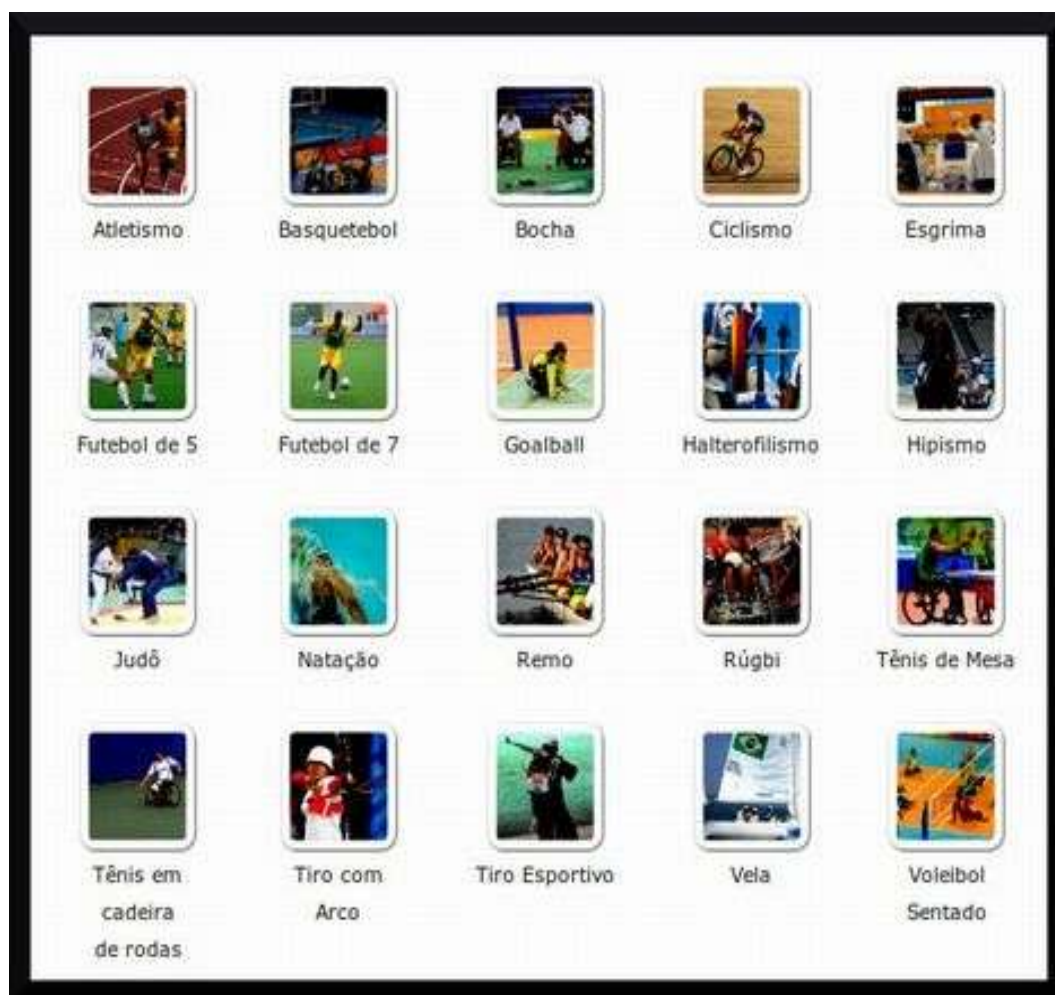 Atletismo
Basquetebol
Bocha
Ciclismo
Esgrima
Futebol de 5
Futebol de 7
Goalball
Halterofilismo
Hipismo
Judô
Natação
Remo
Rúgbi
Tênis de Mesa
Tênis em
cadeira
de rodas
Tiro com
Arco
Tiro Esportivo
Vela
Voleibol
Sentado